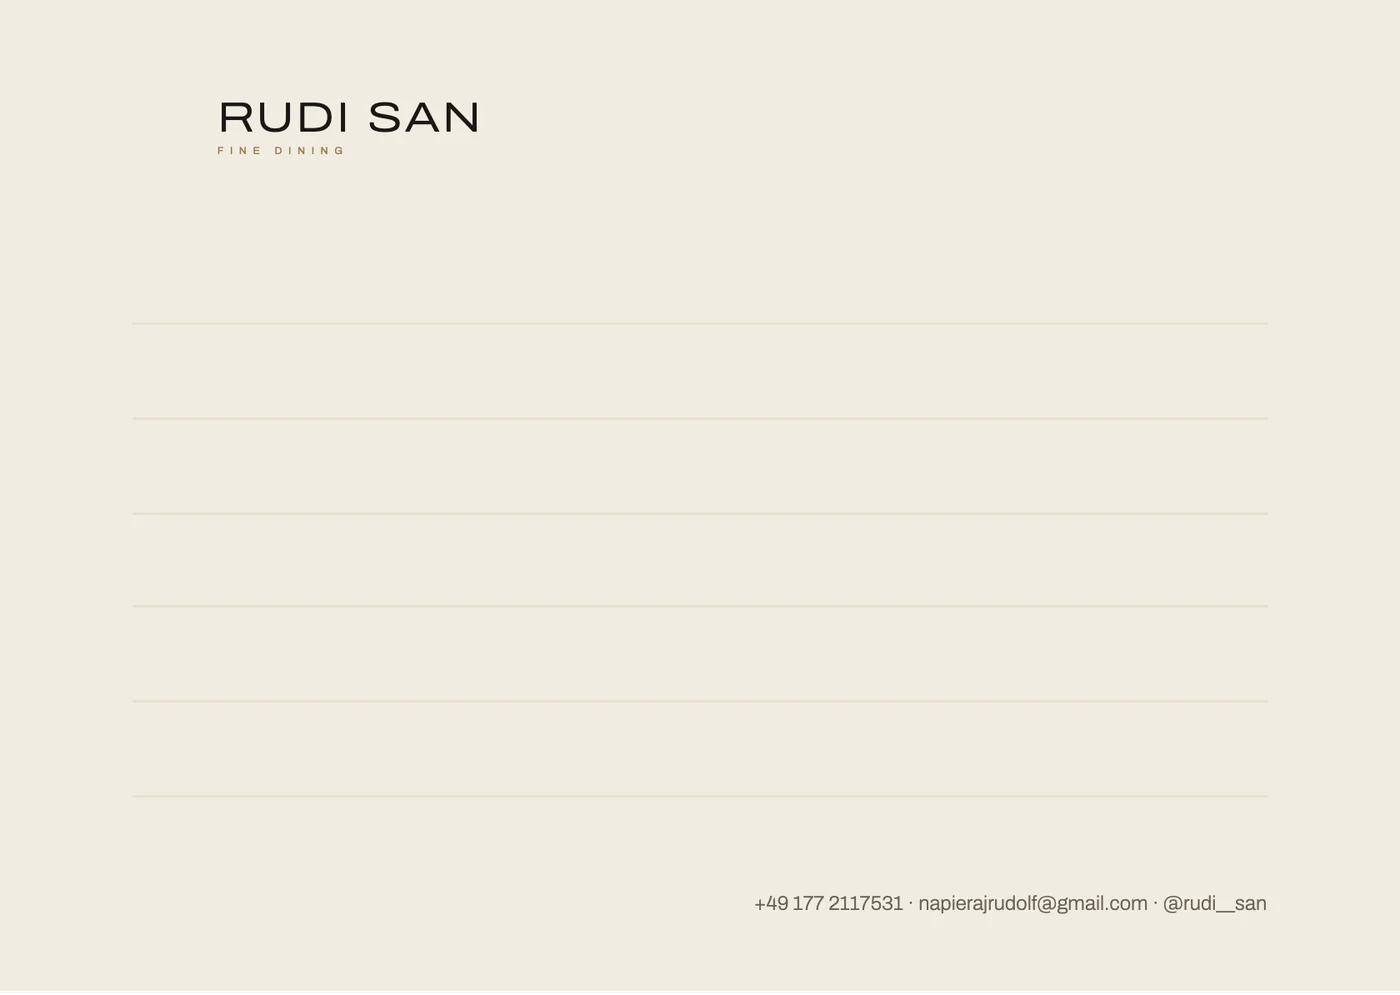 RUDI SAN
FINE DINING
+49 177 2117531 · napierajrudolf@gmail.com · @rudi__san